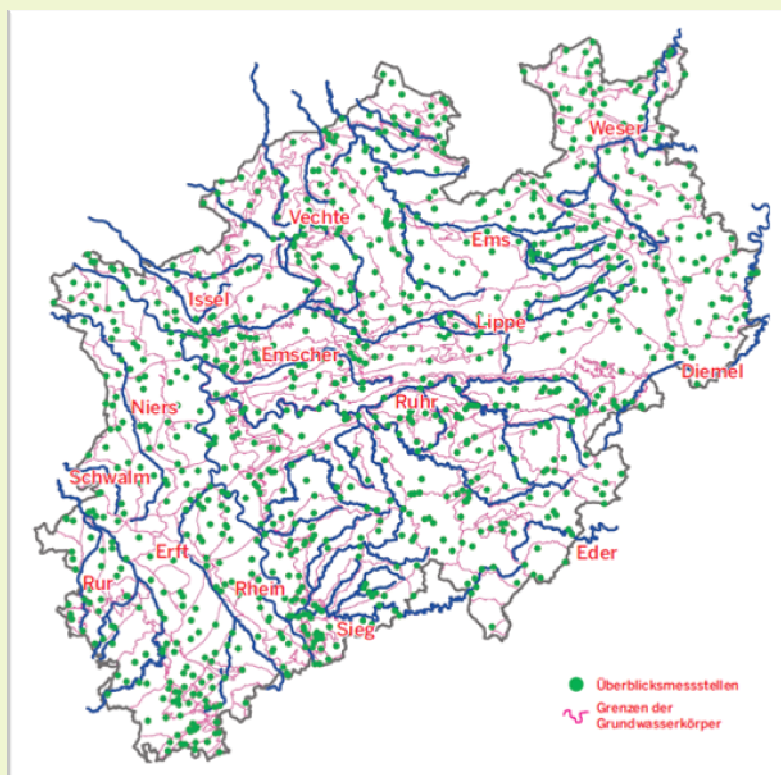 Weser
Vechte
Ems
Issel
Lippe
Emscher
Diemel
Ruhr
Niers
Schwalm
Erft
Eder
Rur
Rhein
Sieg
Überblicksmessstellen
Grenzen der
Grundwasserkörper